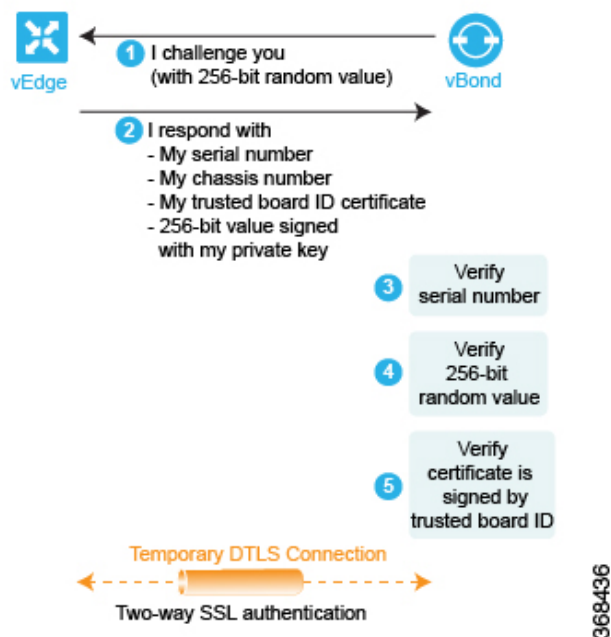 1 I challenge you
(with 256-bit random value)
vEdge
vBond
2 I respond with
- My serial number
- My chassis number
- My trusted board ID certificate
- 256-bit value signed
with my private key
3 Verify
serial number
4 Verify
256-bit
random value
5 Verify
certificate is
signed by
trusted board ID
Temporary DTLS Connection
Two-way SSL authentication
368436